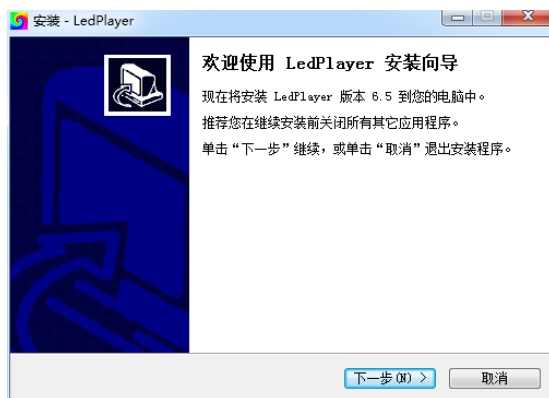 安装 - LedPlayer
欢迎使用 LedPlayer 安装向导
现在将安装 LedPlayer 版本 6.5 到您的电脑中。
推荐您在继续安装前关闭所有其它应用程序。
单击“下一步”继续，或单击“取消”退出安装程序。
下一步(N) >
取消